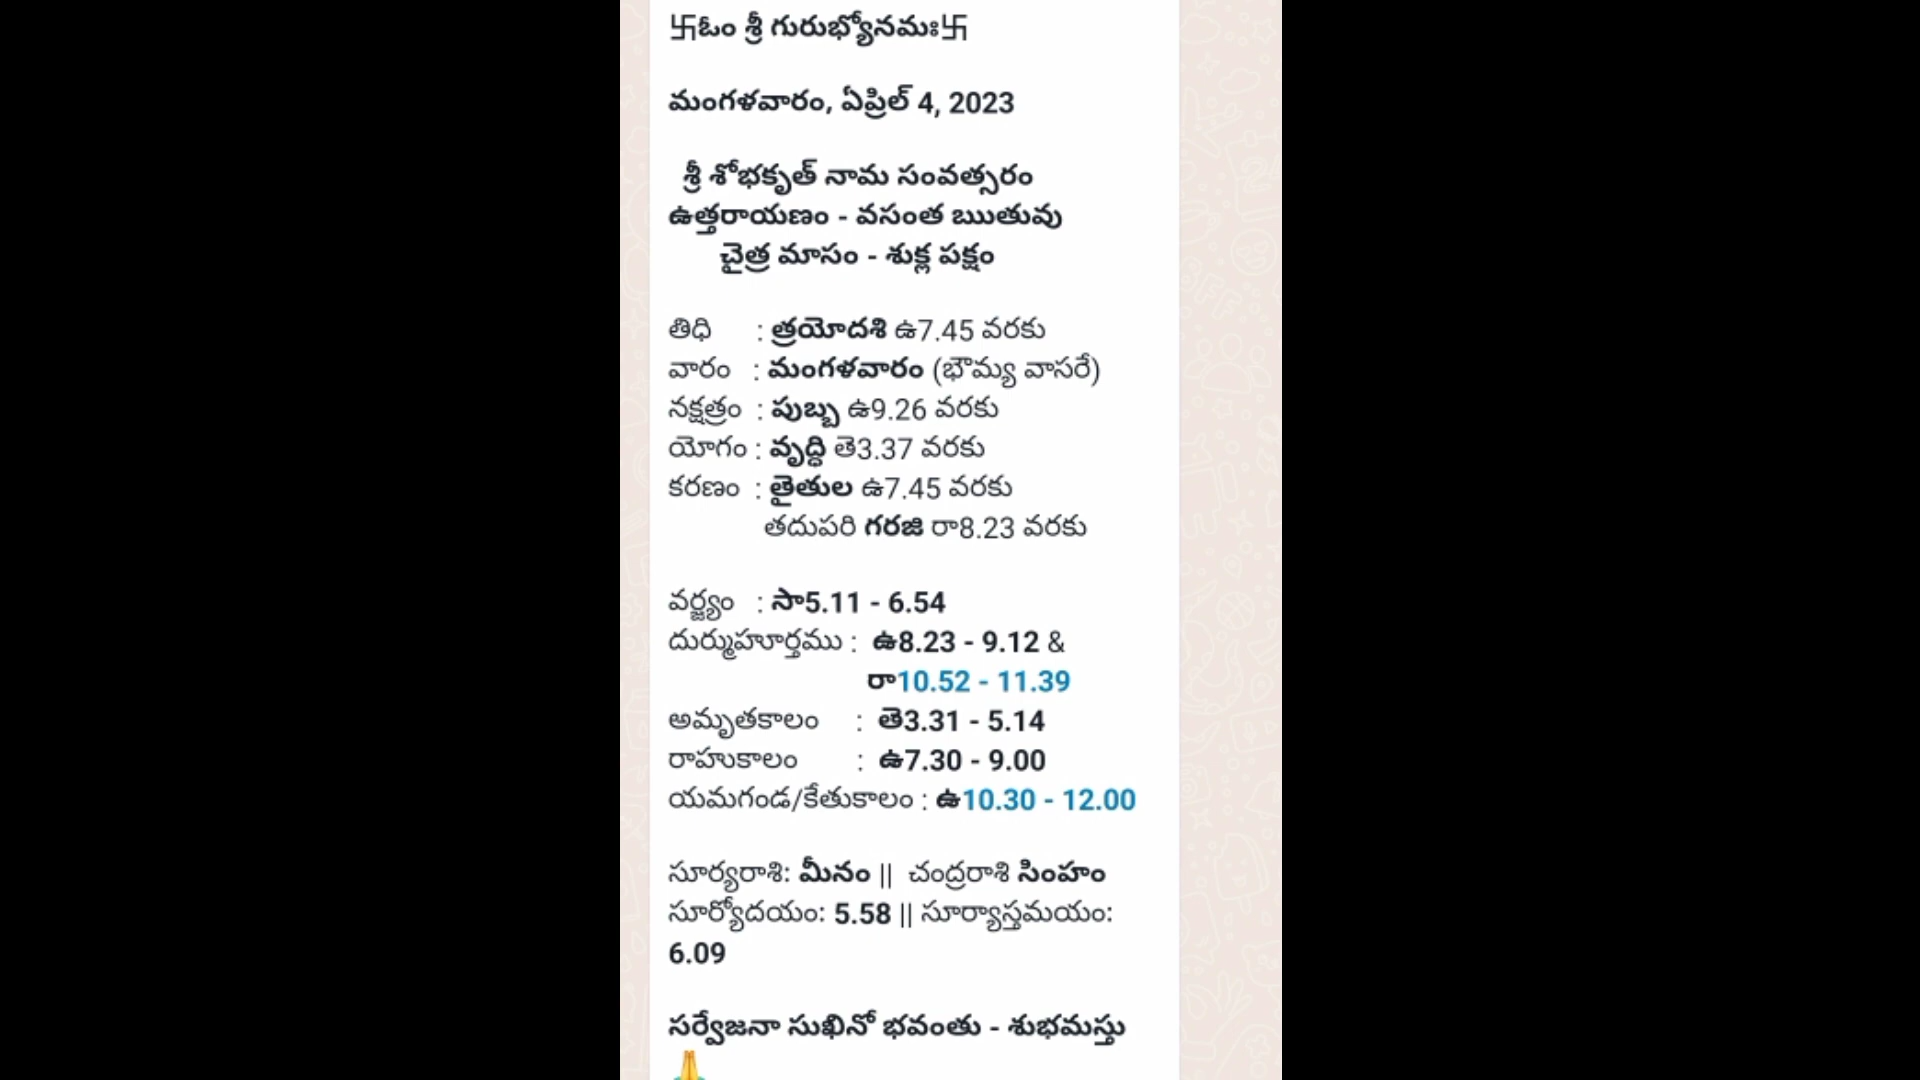 卐ఓం శ్రీ గురుభ్యోనమః卐
మంగళవారం, ఏప్రిల్ 4, 2023
శ్రీ శోభకృత్ నామ సంవత్సరం
ఉత్తరాయణం - వసంత ఋతువు
చైత్ర మాసం - శుక్ల పక్షం
తిధి : త్రయోదశి ఉ7.45 వరకు
వారం : మంగళవారం (భౌమ్య వాసరే)
నక్షత్రం : పుబ్బ ఉ9.26 వరకు
యోగం : వృద్ధి తె3.37 వరకు
కరణం : తైతుల ఉ7.45 వరకు
తదుపరి గరజి రా8.23 వరకు
వర్జ్యం : సా5.11 - 6.54
దుర్ముహూర్తము : ఉ8.23 - 9.12 &
రా10.52 - 11.39
అమృతకాలం : తె3.31 - 5.14
రాహుకాలం : ఉ7.30 - 9.00
యమగండ/కేతుకాలం : ఉ10.30 - 12.00
సూర్యరాశి: మీనం || చంద్రరాశి సింహం
సూర్యోదయం: 5.58 || సూర్యాస్తమయం:
6.09
సర్వేజనా సుఖినో భవంతు - శుభమస్తు
🙏